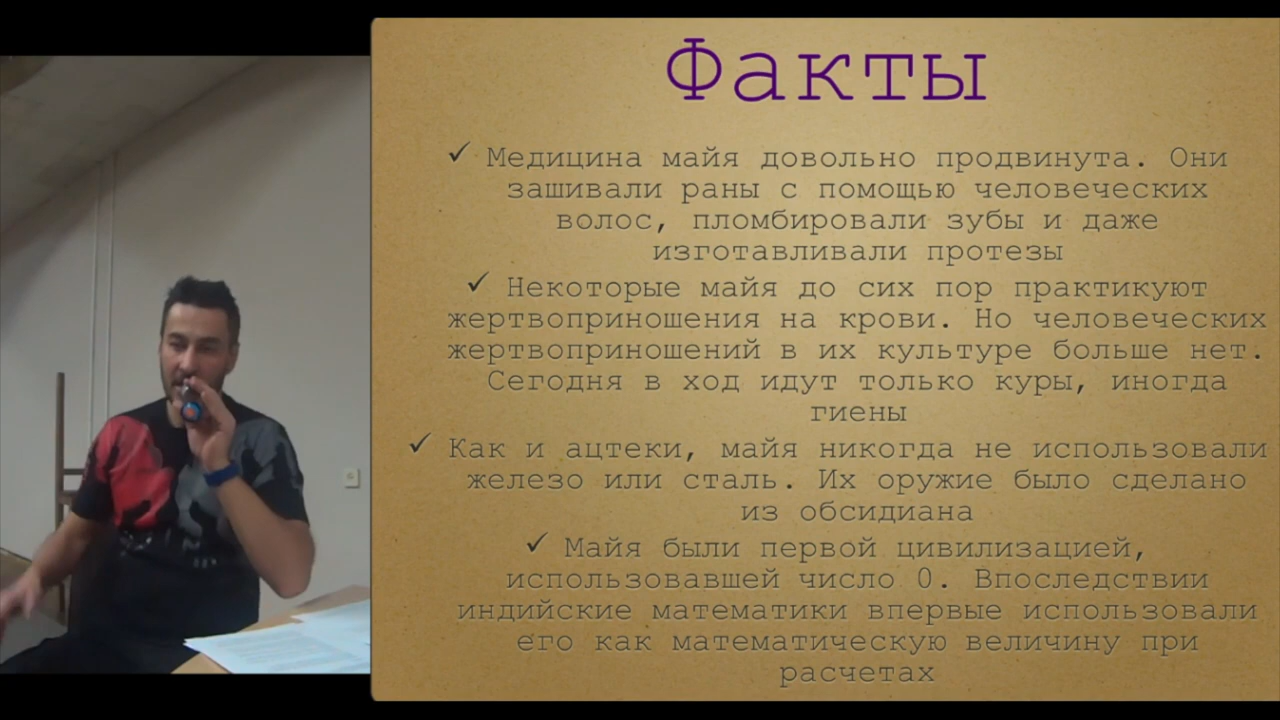 Факты
✓ Медицина майя довольно продвинута. Они
зашивали раны с помощью человеческих
волос, пломбировали зубы и даже
изготавливали протезы
✓ Некоторые майя до сих пор практикуют
жертвоприношения на крови. Но человеческих
жертвоприношений в их культуре больше нет.
Сегодня в ход идут только куры, иногда
гиены
✓ Как и ацтеки, майя никогда не использовали
железо или сталь. Их оружие было сделано
из обсидиана
✓ Майя были первой цивилизацией,
использовавшей число 0. Впоследствии
индийские математики впервые использовали
его как математическую величину при
расчетах